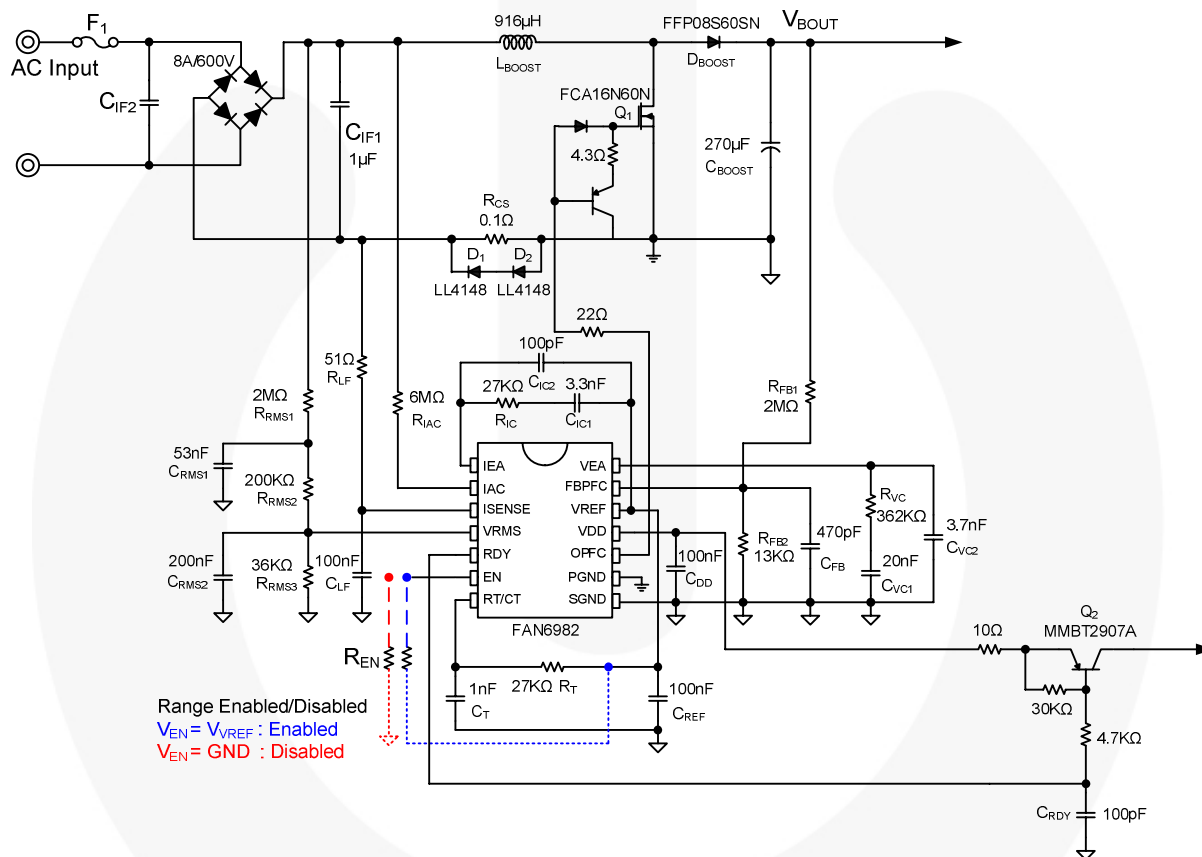 F1
AC Input
CIF2
8A/600V
CIF1
1µF
916µH
LBOOST
FFP08S60SN
DBOOST
VBOUT
FCA16N60N
Q1
4.3Ω
270µF
CBOOST
RCS
0.1Ω
D1
D2
LL4148
LL4148
22Ω
100pF
CIC2
27KΩ
RIC
3.3nF
CIC1
51Ω
RLF
6MΩ
RIAC
2MΩ
RRMS1
RFB1
2MΩ
53nF
CRMS1
200KΩ
RRMS2
200nF
CRMS2
36KΩ
RRMS3
100nF
CLF
IEA
IAC
ISENSE
VRMS
RDY
EN
RT/CT
VEA
FBPFC
VREF
VDD
OPFC
PGND
SGND
FAN6982
100nF
CDD
RFB2
13KΩ
470pF
CFB
RVC
362KΩ
20nF
CVC1
3.7nF
CVC2
REN
1nF
CT
27KΩ RT
100nF
CREF
Range Enabled/Disabled
VEN = VVREF : Enabled
VEN = GND : Disabled
10Ω
Q2
MMBT2907A
30KΩ
4.7KΩ
CRDY
100pF